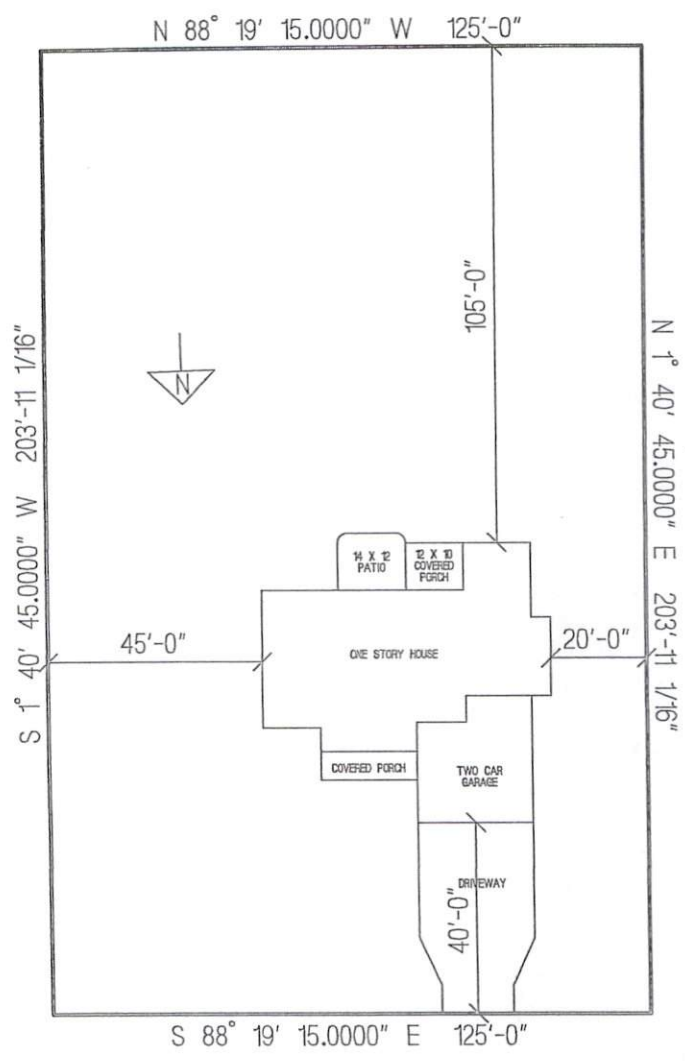 N 88° 19' 15.0000" W 125'-0"
105'-0"
S 1° 40' 45.0000" W 203'-11 1/16"
N 1° 40' 45.0000" E 203'-11 1/16"
N
14 X 12
PATIO
12 X 10
COVERED
PORCH
45'-0"
ONE STORY HOUSE
20'-0"
COVERED PORCH
TWO CAR
GARAGE
DRIVEWAY
40'-0"
S 88° 19' 15.0000" E 125'-0"